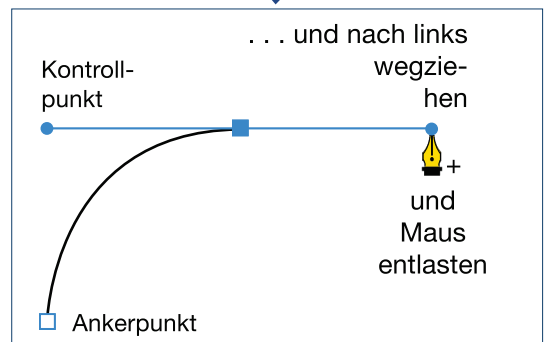 . . . und nach links
wegzie-
hen
Kontroll-
punkt
+
und
Maus
entlasten
Ankerpunkt